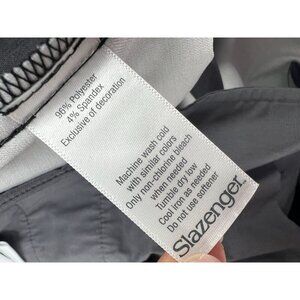 96% Polyester
4% Spandex
Exclusive of decoration
Machine wash cold
with similar colors
Only non-chlorine bleach
when needed
Tumble dry low
Cool iron as needed
Do not use softener
Slazenger.